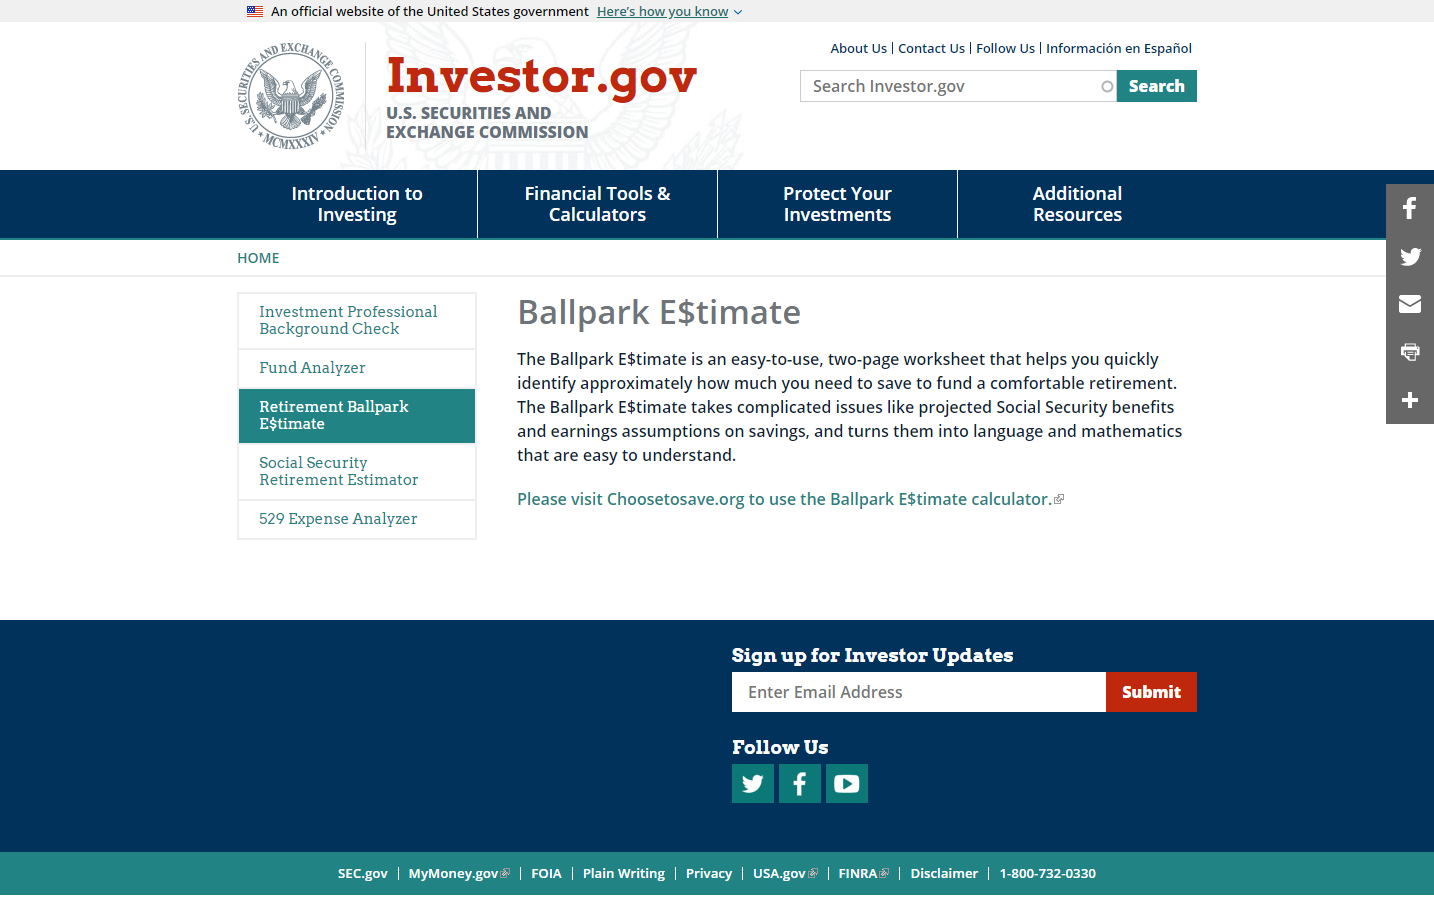 An official website of the United States government Here's how you know
About Us | Contact Us | Follow Us | Información en Español
SECURITIES AND EXCHANGE COMMISSION
U.S.
MCMXXXIV
Investor.gov
U.S. SECURITIES AND
EXCHANGE COMMISSION
Search Investor.gov
Search
Introduction to
Investing
Financial Tools &
Calculators
Protect Your
Investments
Additional
Resources
HOME
Investment Professional
Background Check
Fund Analyzer
Retirement Ballpark
E$timate
Social Security
Retirement Estimator
529 Expense Analyzer
Ballpark E$timate
The Ballpark E$timate is an easy-to-use, two-page worksheet that helps you quickly
identify approximately how much you need to save to fund a comfortable retirement.
The Ballpark E$timate takes complicated issues like projected Social Security benefits
and earnings assumptions on savings, and turns them into language and mathematics
that are easy to understand.
Please visit Choosetosave.org to use the Ballpark E$timate calculator.
Sign up for Investor Updates
Enter Email Address
Submit
Follow Us
SEC.gov | MyMoney.gov | FOIA | Plain Writing | Privacy | USA.gov | FINRA | Disclaimer | 1-800-732-0330